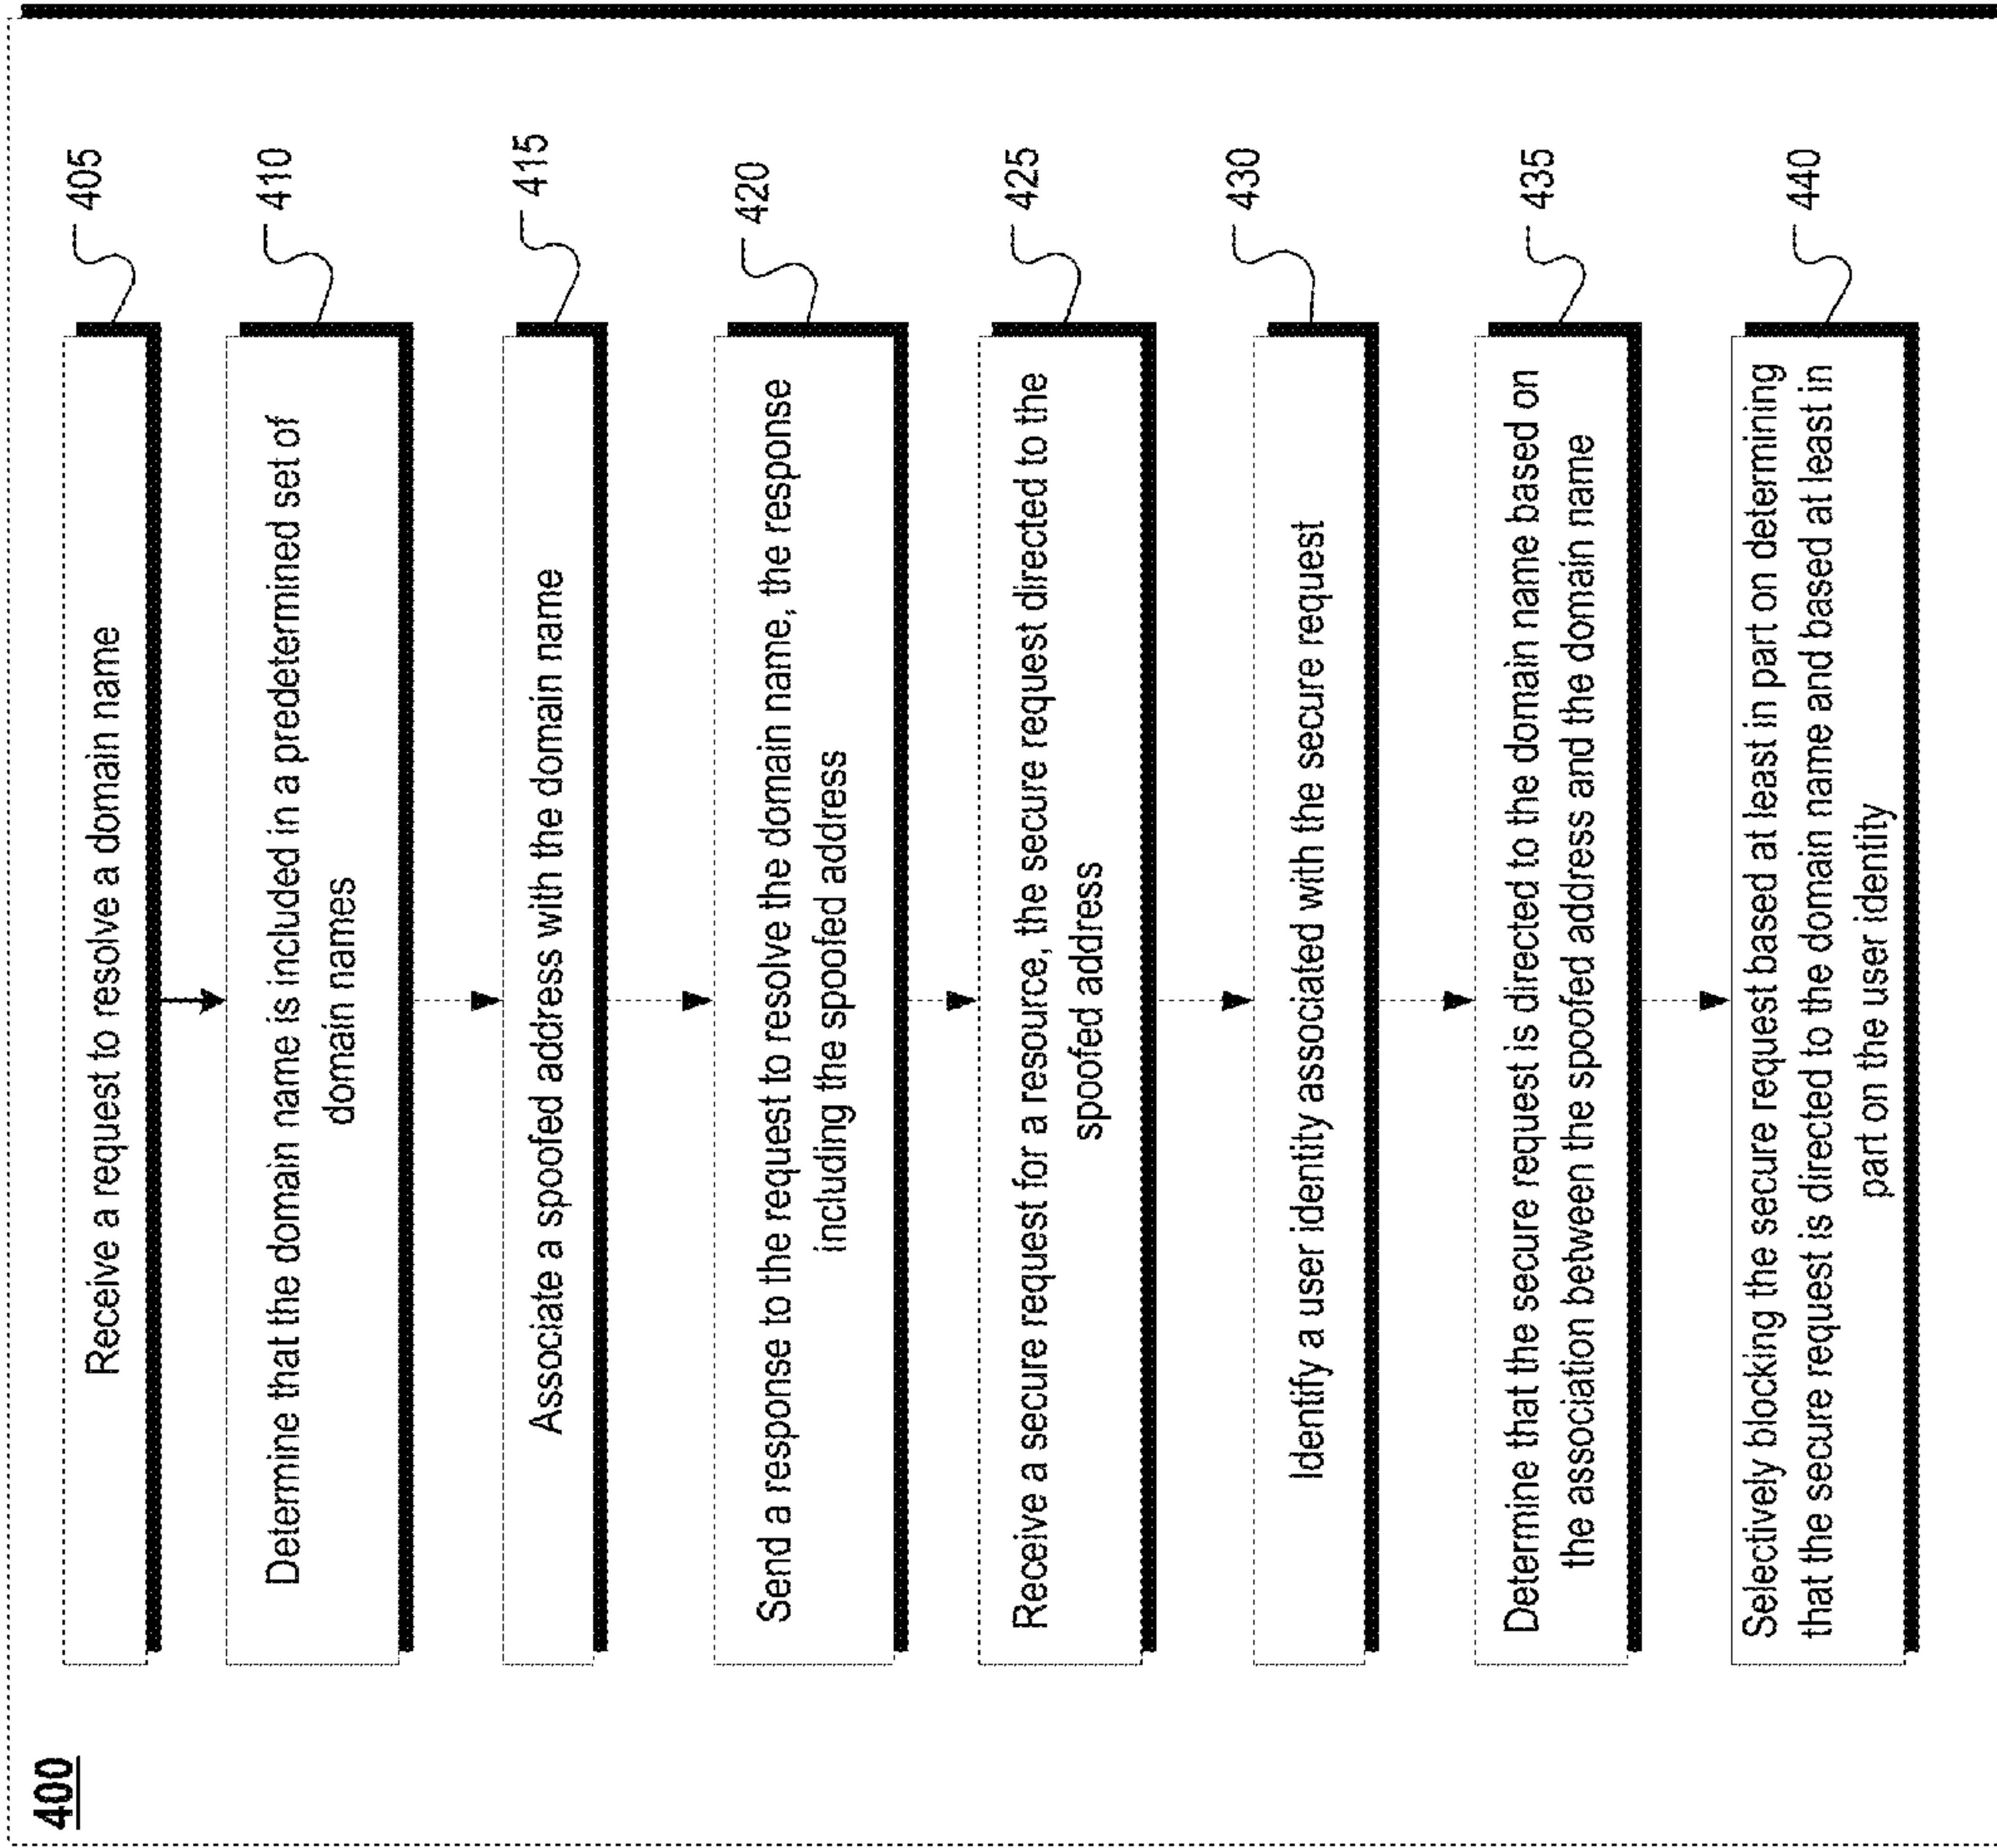 400
Receive a request to resolve a domain name
405
Determine that the domain name is included in a predetermined set of
domain names
410
Associate a spoofed address with the domain name
415
Send a response to the request to resolve the domain name, the response
including the spoofed address
420
Receive a secure request for a resource, the secure request directed to the
spoofed address
425
Identify a user identity associated with the secure request
430
Determine that the secure request is directed to the domain name based on
the association between the spoofed address and the domain name
435
Selectively blocking the secure request based at least in part on determining
that the secure request is directed to the domain name and based at least in
part on the user identity
440